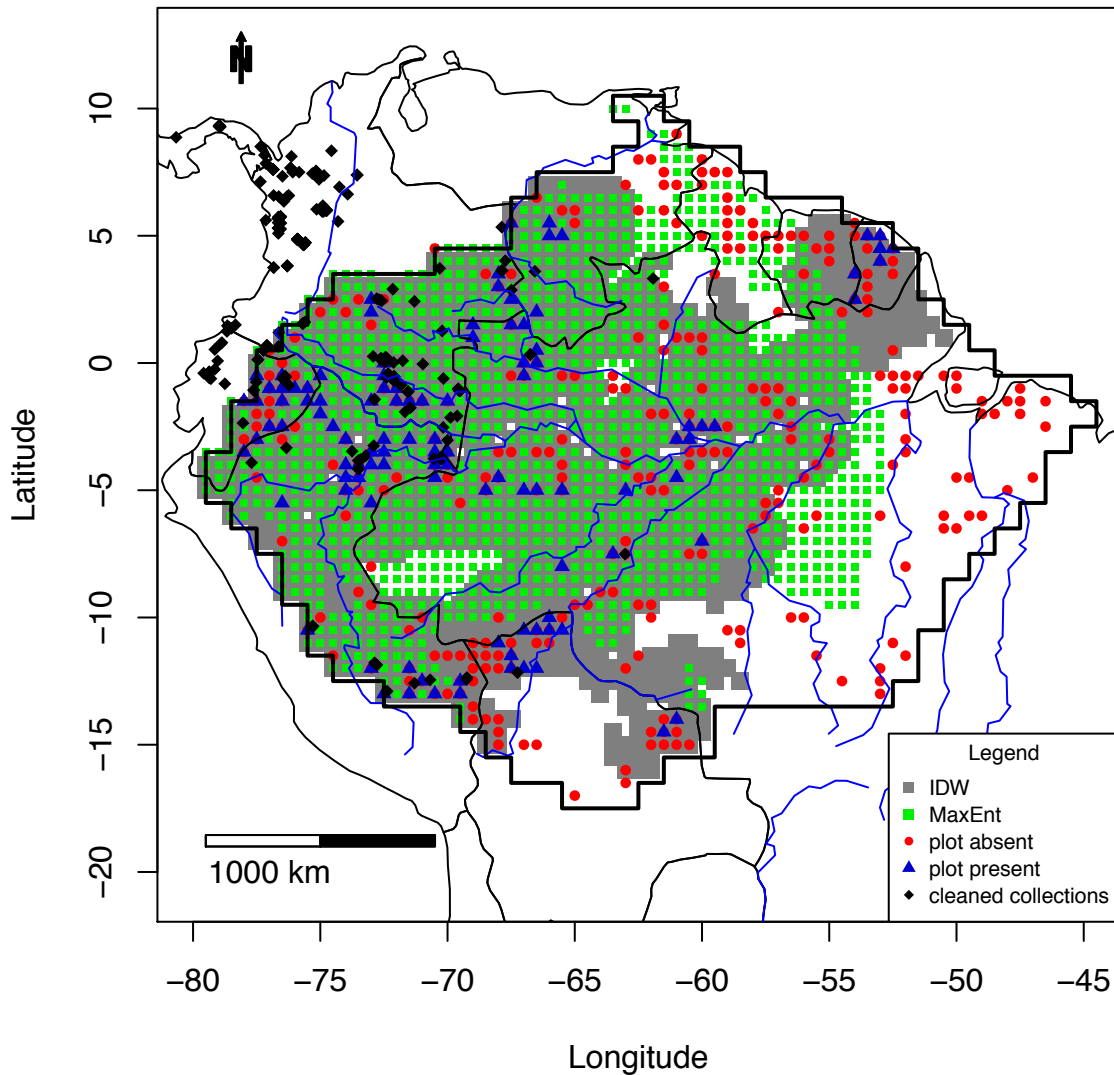 N
Latitude
10
5
0
−5
−10
−15
−20
1000 km
Legend
IDW
MaxEnt
plot absent
plot present
cleaned collections
−80 −75 −70 −65 −60 −55 −50 −45
Longitude